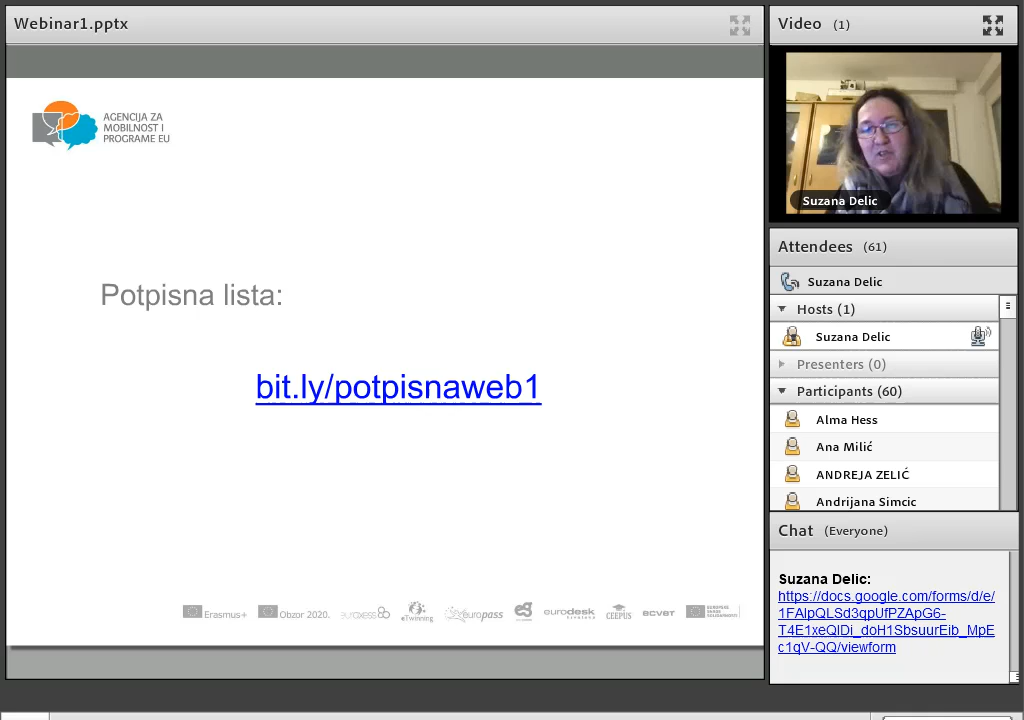 Webinar1.pptx
AGENCIJA ZA
MOBILNOST I
PROGRAME EU
Potpisna lista:
bit.ly/potpisnaweb1
Erasmus+
Obzor 2020.
euraxess
eTwinning
europass
eurodesk
CEEPUS
ECVET
Video (1)
Suzana Delic
Attendees (61)
Suzana Delic
Hosts (1)
Suzana Delic
Presenters (0)
Participants (60)
Alma Hess
Ana Milić
ANDREJA ZELIĆ
Andrijana Simcic
Chat (Everyone)
Suzana Delic:
https://docs.google.com/forms/d/e/
1FAIpQLSd3qpUfPZApG6-
T4E1xeQlDi_doH1SbsuurEib_MpE
c1qV-QQ/viewform